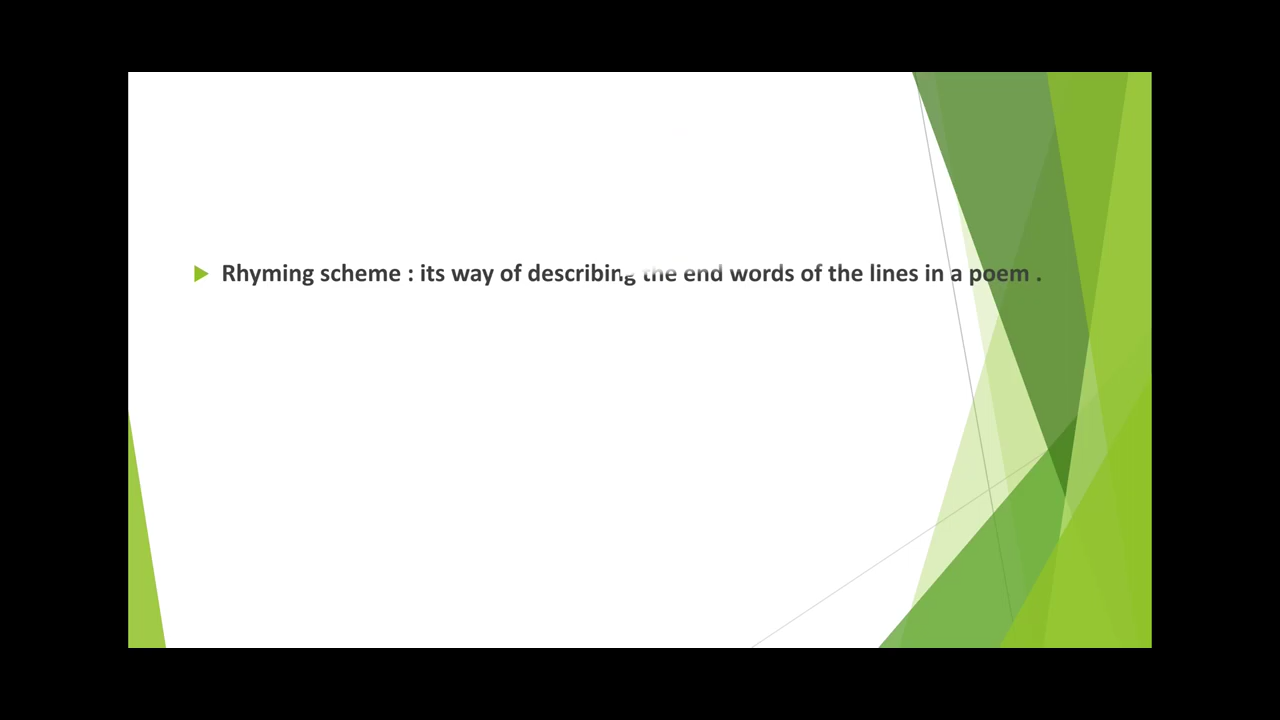 Rhyming scheme : its way of describing the end words of the lines in a poem .